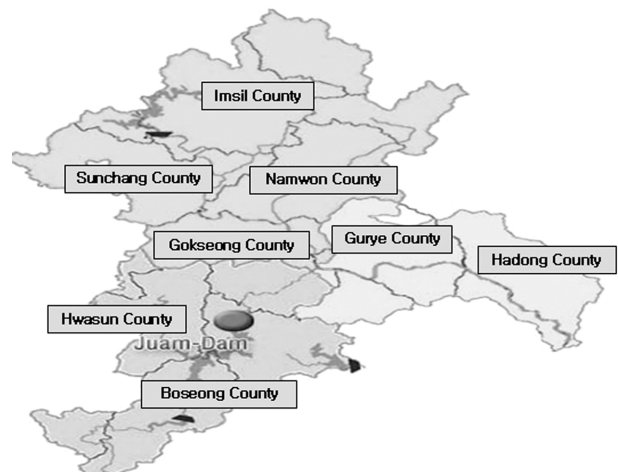 Imsil County
Sunchang County
Namwon County
Gokseong County
Gurye County
Hadong County
Hwasun County
Juam-Dam
Boseong County